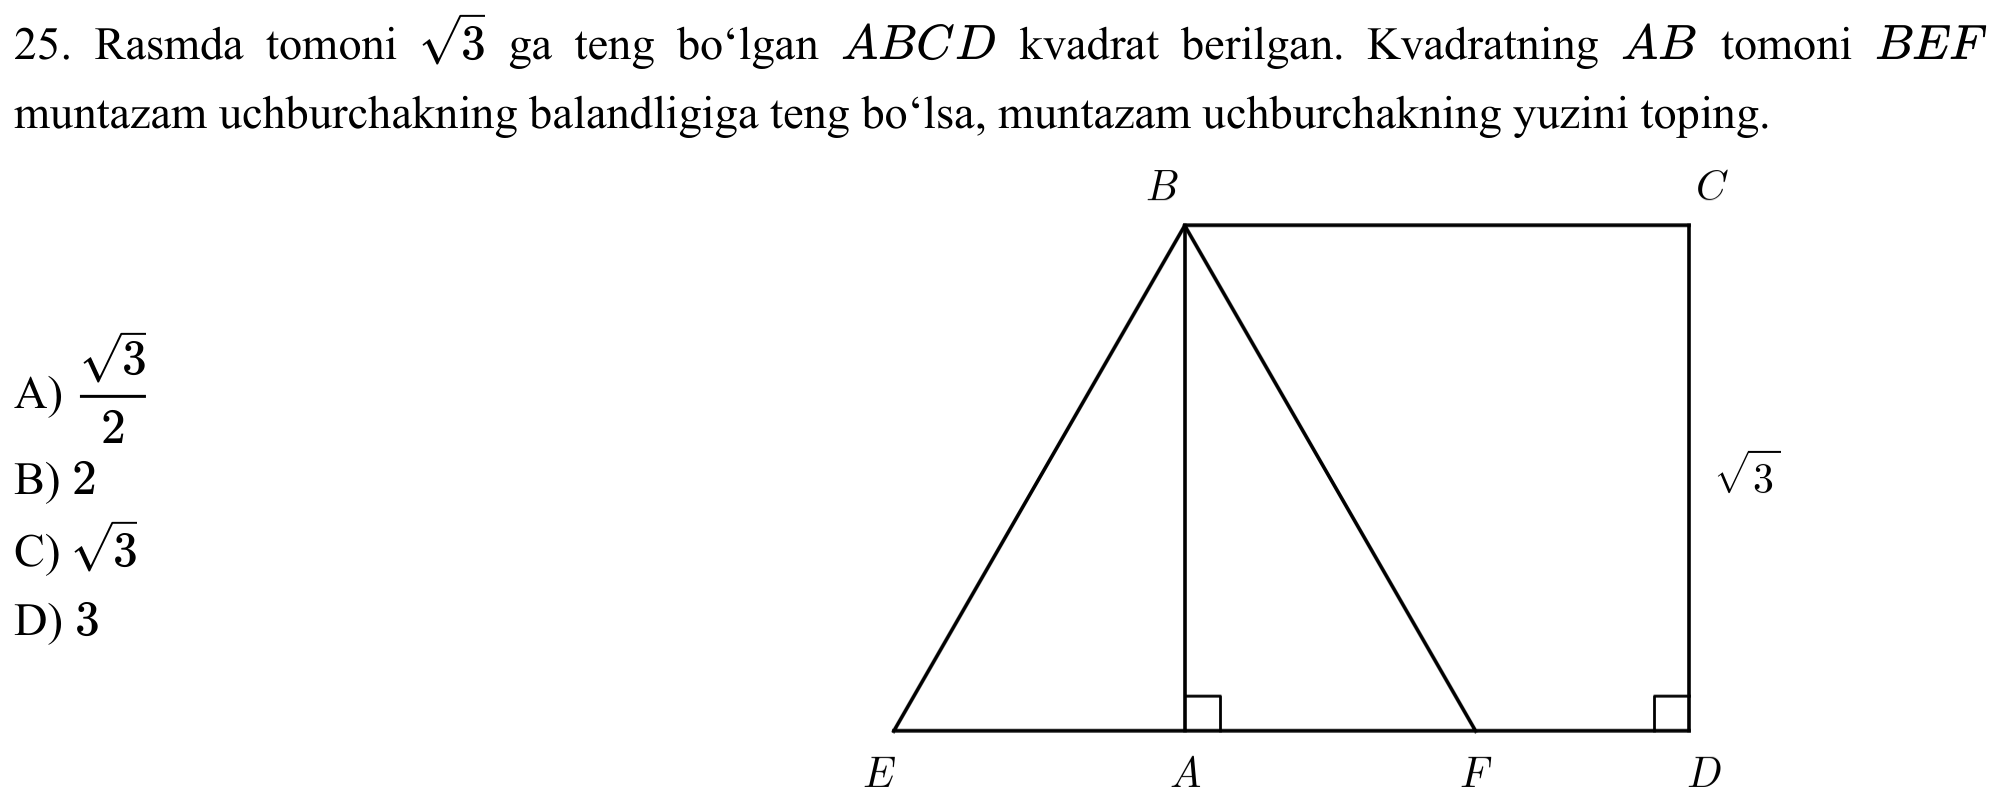 25. Rasmda tomoni √3 ga teng bo‘lgan ABCD kvadrat berilgan. Kvadratning AB tomoni BEF
muntazam uchburchakning balandligiga teng bo‘lsa, muntazam uchburchakning yuzini toping.
B C
A) √3/2
B) 2
√3
C) √3
D) 3
E A F D